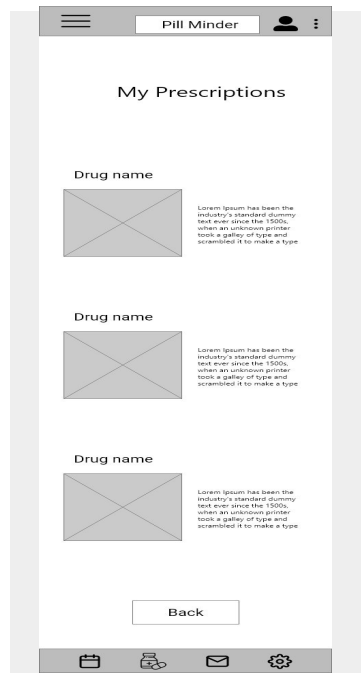 Pill Minder
My Prescriptions
Drug name
Lorem Ipsum has been the
industry's standard dummy
text ever since the 1500s,
when an unknown printer
took a galley of type and
scrambled it to make a type
Drug name
Lorem Ipsum has been the
industry's standard dummy
text ever since the 1500s,
when an unknown printer
took a galley of type and
scrambled it to make a type
Drug name
Lorem Ipsum has been the
industry's standard dummy
text ever since the 1500s,
when an unknown printer
took a galley of type and
scrambled it to make a type
Back